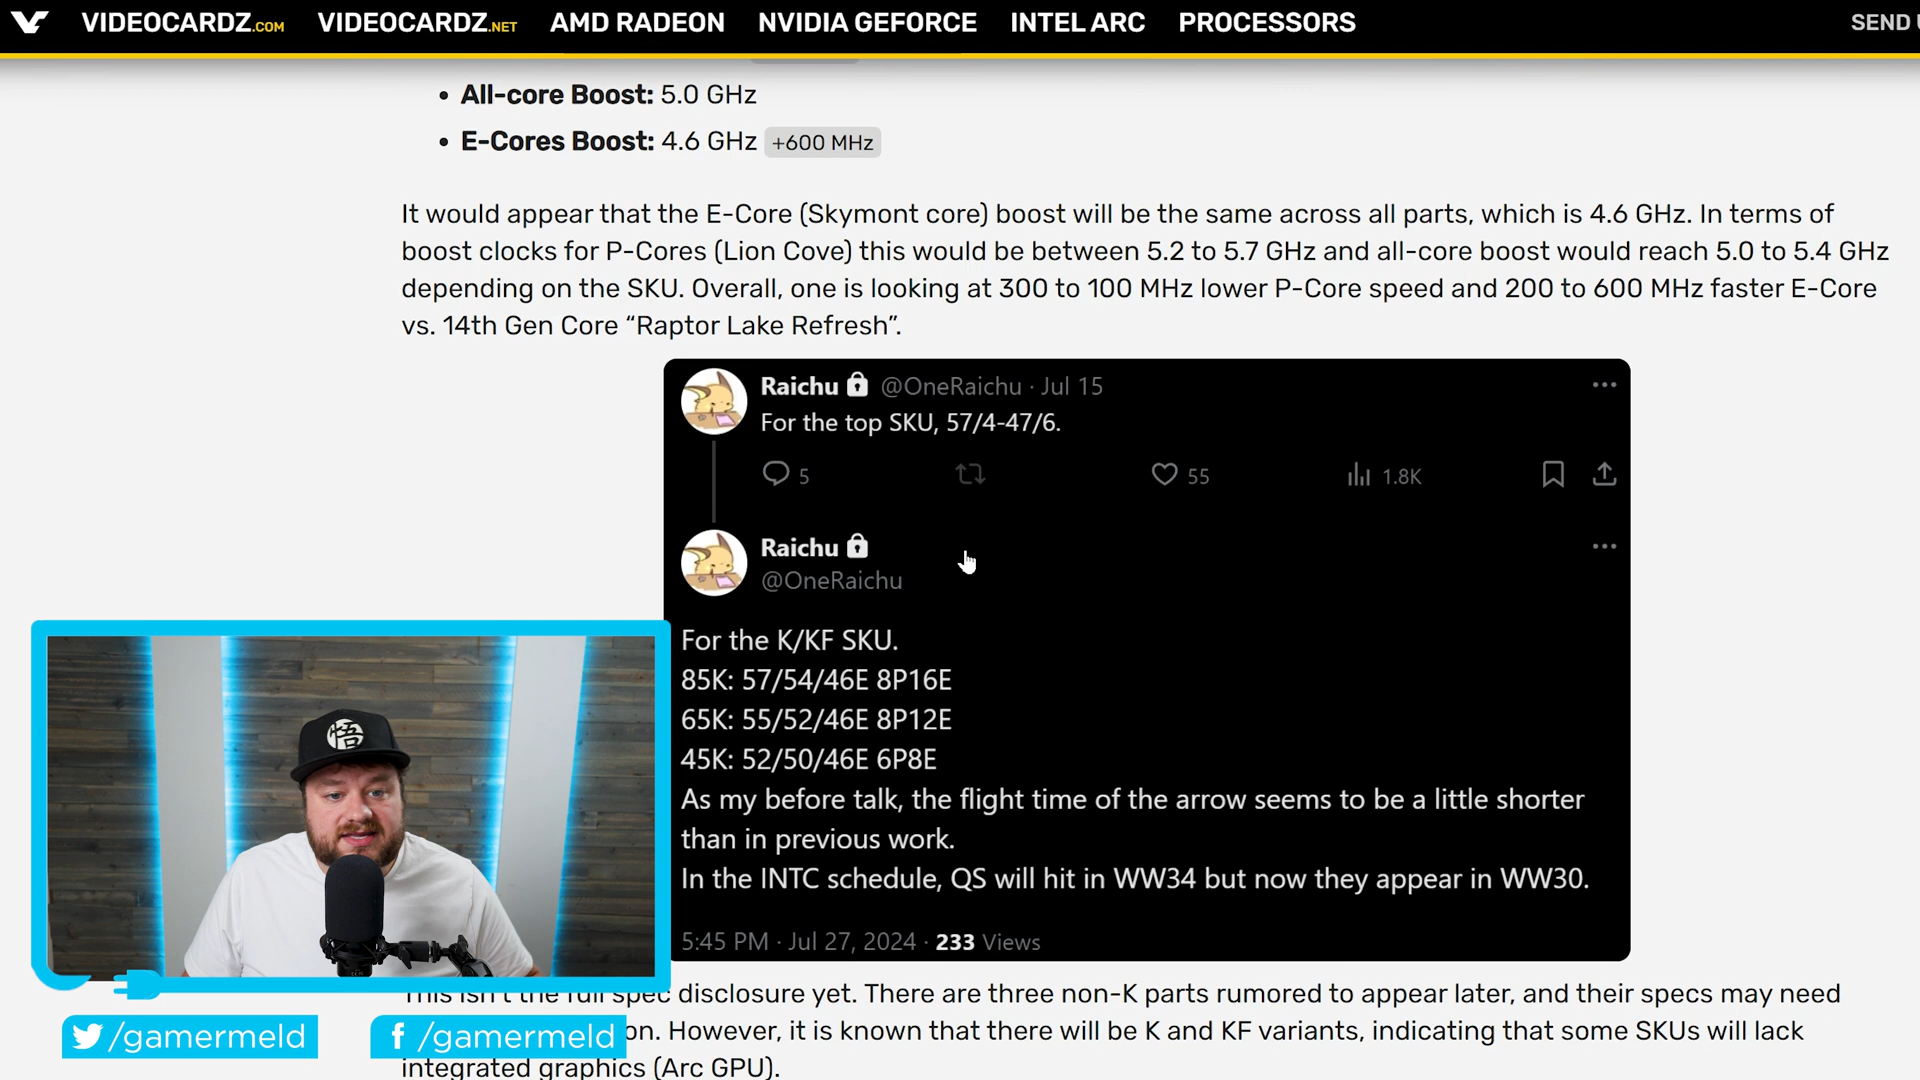 VIDEOCARDZ.COM VIDEOCARDZ.NET AMD RADEON NVIDIA GEFORCE INTEL ARC PROCESSORS SEND
• All-core Boost: 5.0 GHz
• E-Cores Boost: 4.6 GHz +600 MHz
It would appear that the E-Core (Skymont core) boost will be the same across all parts, which is 4.6 GHz. In terms of
boost clocks for P-Cores (Lion Cove) this would be between 5.2 to 5.7 GHz and all-core boost would reach 5.0 to 5.4 GHz
depending on the SKU. Overall, one is looking at 300 to 100 MHz lower P-Core speed and 200 to 600 MHz faster E-Core
vs. 14th Gen Core “Raptor Lake Refresh”.
Raichu @OneRaichu · Jul 15
For the top SKU, 57/4-47/6.
5 55 1.8K
Raichu
@OneRaichu
For the K/KF SKU.
85K: 57/54/46E 8P16E
65K: 55/52/46E 8P12E
45K: 52/50/46E 6P8E
As my before talk, the flight time of the arrow seems to be a little shorter
than in previous work.
In the INTC schedule, QS will hit in WW34 but now they appear in WW30.
5:45 PM · Jul 27, 2024 · 233 Views
This isn't the full spec disclosure yet. There are three non-K parts rumored to appear later, and their specs may need
on. However, it is known that there will be K and KF variants, indicating that some SKUs will lack
integrated graphics (Arc GPU).
悟
/gamermeld
f /gamermeld